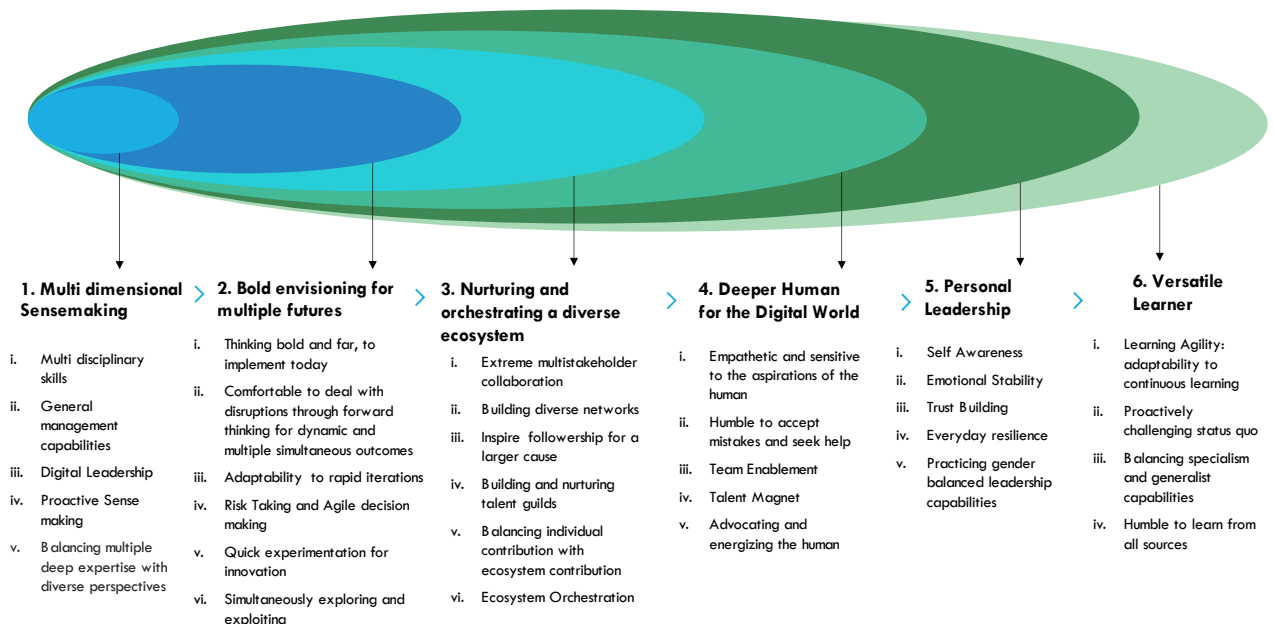 1. Multi dimensional
Sensemaking
i. Multi disciplinary
skills
ii. General
management
capabilities
iii. Digital Leadership
iv. Proactive Sense
making
v. Balancing multiple
deep expertise with
diverse perspectives
2. Bold envisioning for
multiple futures
i. Thinking bold and far, to
implement today
ii. Comfortable to deal with
disruptions through forward
thinking for dynamic and
multiple simultaneous outcomes
iii. Adaptability to rapid iterations
iv. Risk Taking and Agile decision
making
v. Quick experimentation for
innovation
vi. Simultaneously exploring and
exploiting
3. Nurturing and
orchestrating a diverse
ecosystem
i. Extreme multistakeholder
collaboration
ii. Building diverse networks
iii. Inspire followership for a
larger cause
iv. Building and nurturing
talent guilds
v. Balancing individual
contribution with
ecosystem contribution
vi. Ecosystem Orchestration
4. Deeper Human
for the Digital World
i. Empathetic and sensitive
to the aspirations of the
human
ii. Humble to accept
mistakes and seek help
iii. Team Enablement
iv. Talent Magnet
v. Advocating and
energizing the human
5. Personal
Leadership
i. Self Awareness
ii. Emotional Stability
iii. Trust Building
iv. Everyday resilience
v. Practicing gender
balanced leadership
capabilities
6. Versatile
Learner
i. Learning Agility:
adaptability to
continuous learning
ii. Proactively
challenging status quo
iii. Balancing specialism
and generalist
capabilities
iv. Humble to learn from
all sources